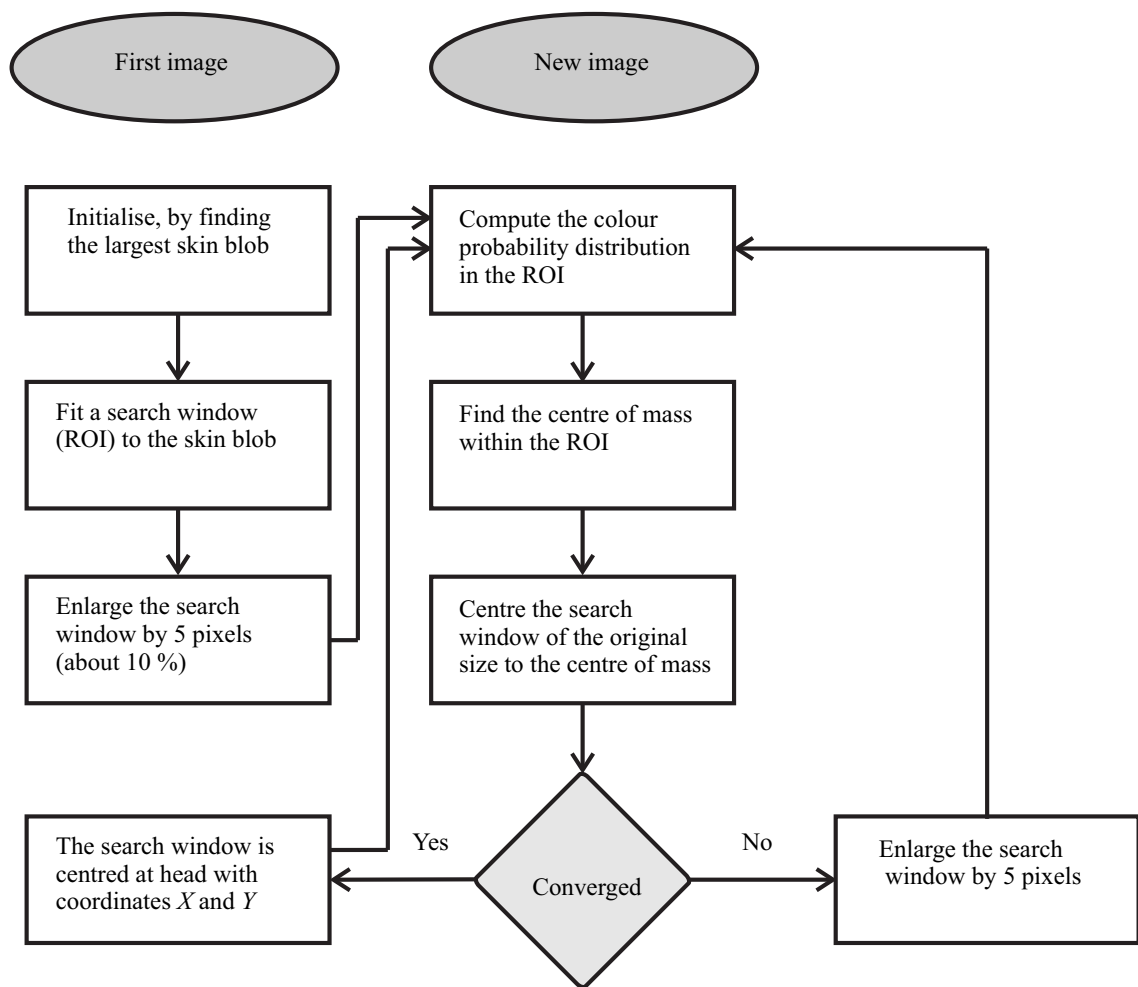 First image
New image
Initialise, by finding
the largest skin blob
Compute the colour
probability distribution
in the ROI
Fit a search window
(ROI) to the skin blob
Find the centre of mass
within the ROI
Enlarge the search
window by 5 pixels
(about 10 %)
Centre the search
window of the original
size to the centre of mass
The search window is
centred at head with
coordinates X and Y
Yes
Converged
No
Enlarge the search
window by 5 pixels